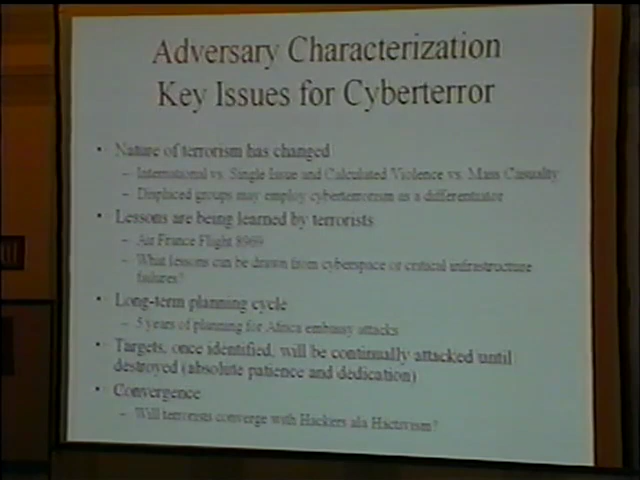 Adversary Characterization
Key Issues for Cyberterror
• Nature of terrorism has changed
– International vs. Single Issue and Calculated Violence vs. Mass Casualty
– Displaced groups may employ cyberterrorism as a differentiator
• Lessons are being learned by terrorists
– Air France Flight 8969
– What lessons can be drawn from cyberspace or critical infrastructure
failures?
• Long-term planning cycle
– 5 years of planning for Africa embassy attacks
• Targets, once identified, will be continually attacked until
destroyed (absolute patience and dedication)
• Convergence
– Will terrorists converge with Hackers ala Hactivism?